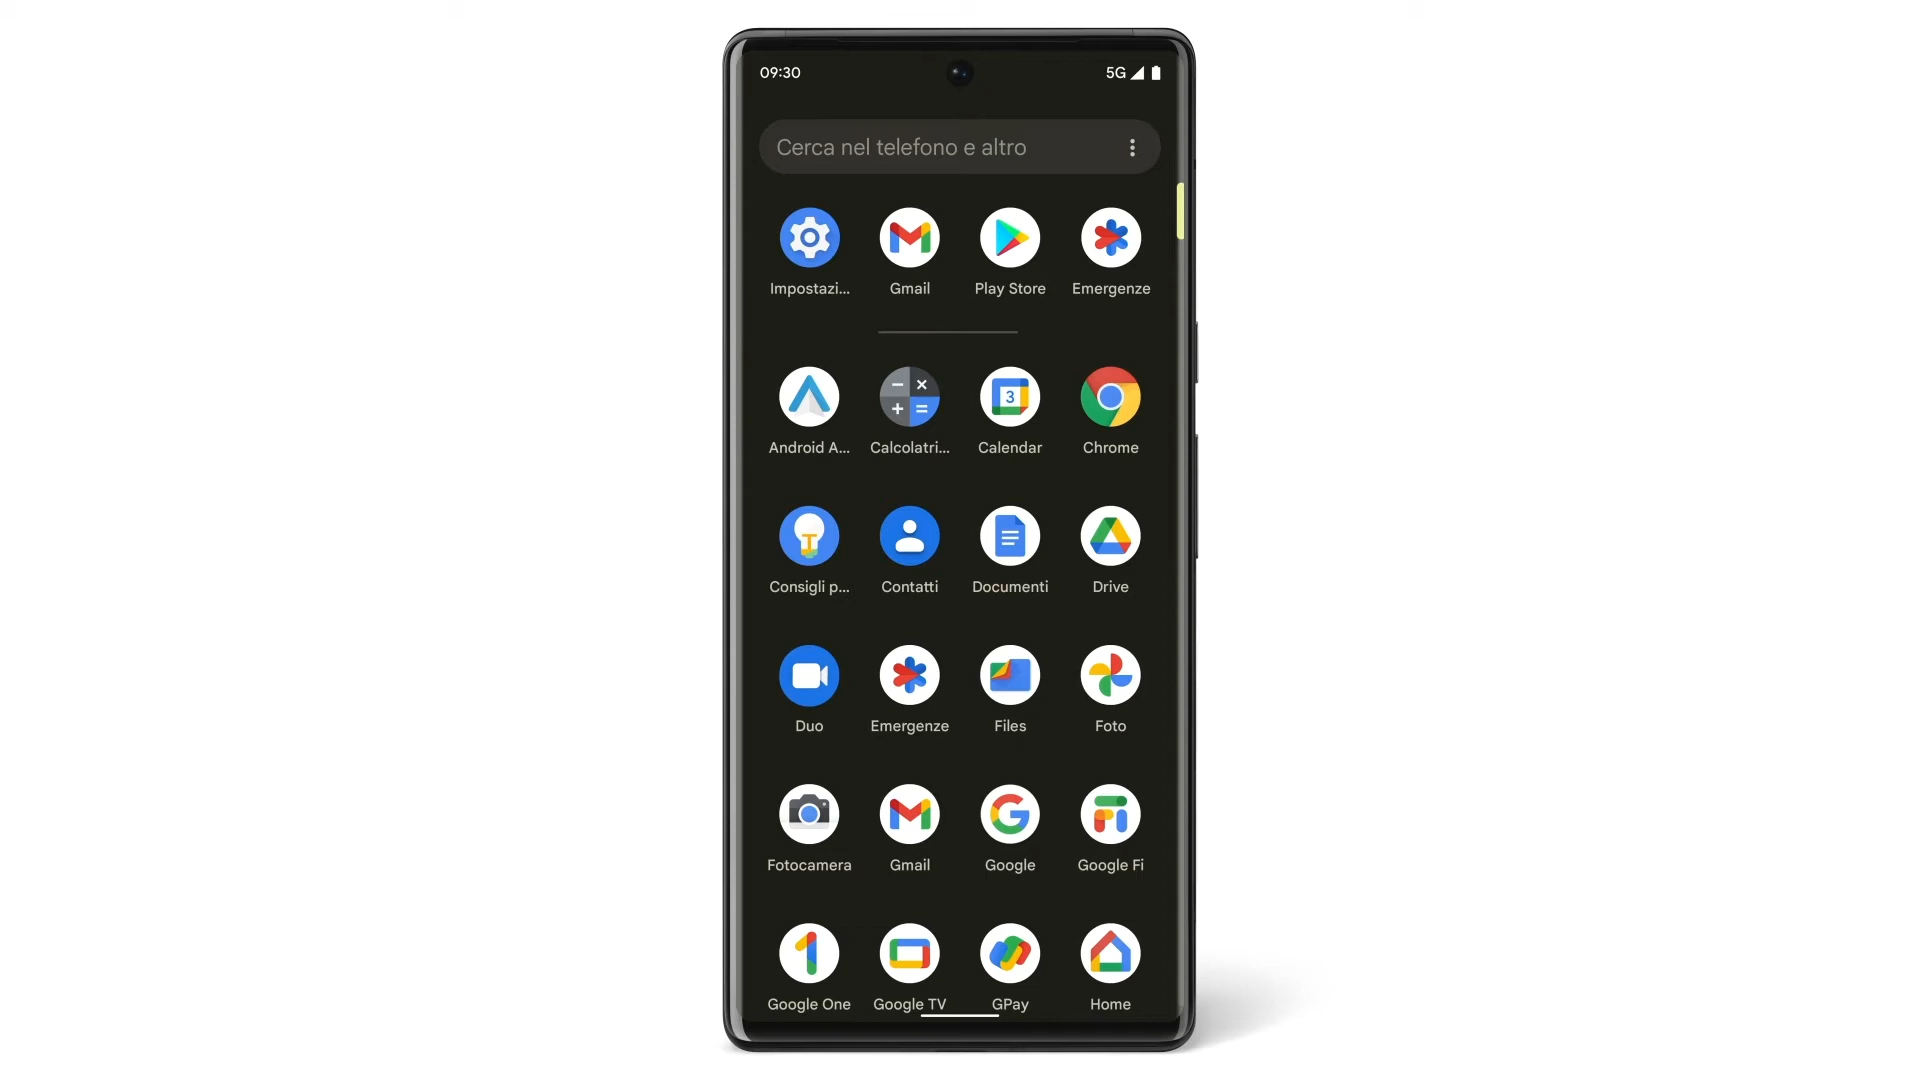 09:30 5G
Cerca nel telefono e altro
Impostazi... Gmail Play Store Emergenze
Android A... Calcolatri... Calendar Chrome
3
Consigli p... Contatti Documenti Drive
Duo Emergenze Files Foto
Fotocamera Gmail Google Google Fi
Google One Google TV GPay Home